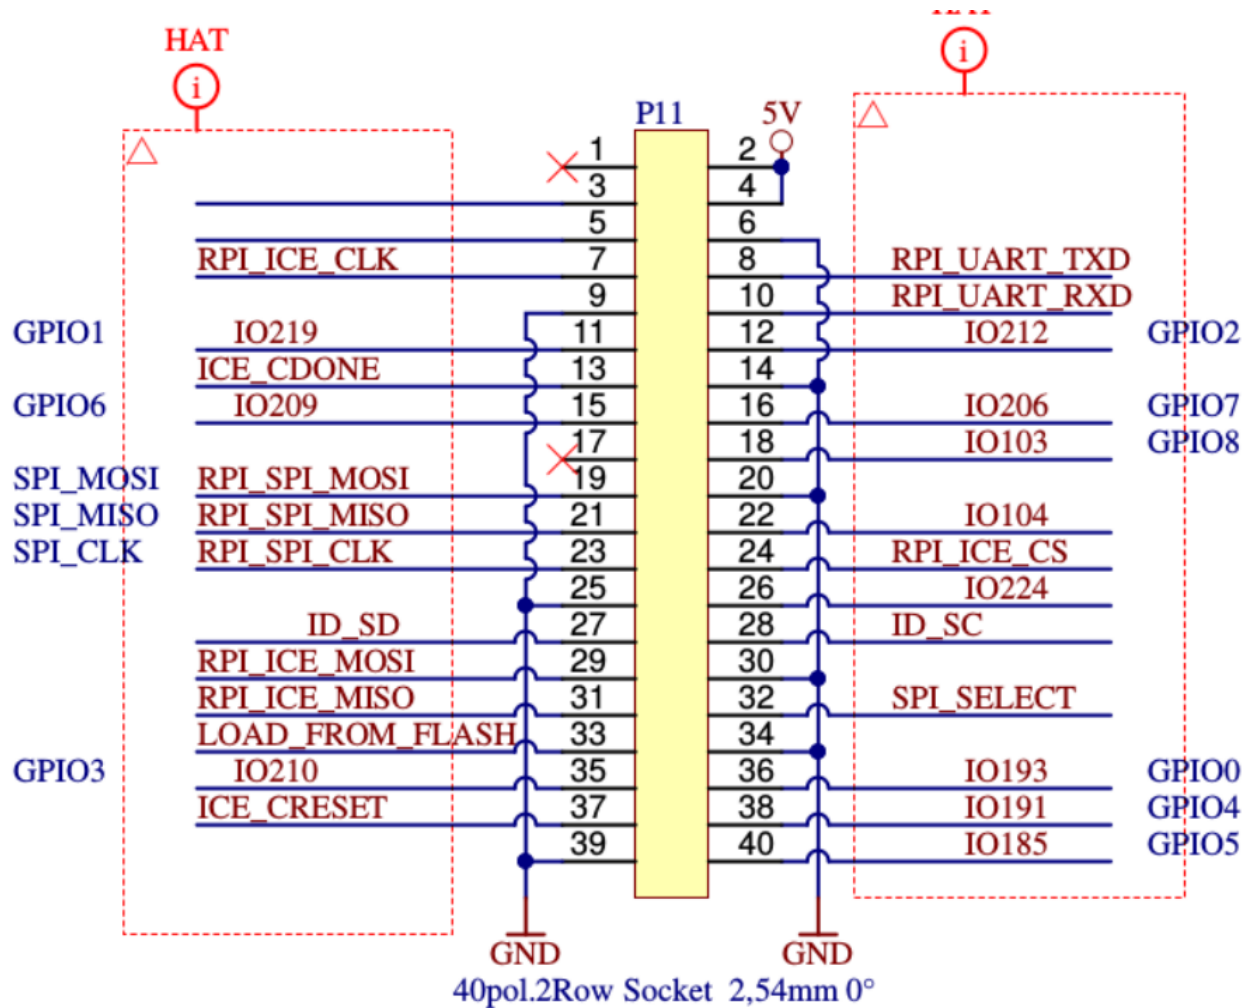 HAT
HAT
i
i
P11
5V
1 2
3 4
5 6
RPI_ICE_CLK 7 8 RPI_UART_TXD
9 10 RPI_UART_RXD
GPIO1 IO219 11 12 IO212 GPIO2
ICE_CDONE 13 14
GPIO6 IO209 15 16 IO206 GPIO7
17 18 IO103 GPIO8
SPI_MOSI RPI_SPI_MOSI 19 20
SPI_MISO RPI_SPI_MISO 21 22 IO104
SPI_CLK RPI_SPI_CLK 23 24 RPI_ICE_CS
25 26 IO224
ID_SD 27 28 ID_SC
RPI_ICE_MOSI 29 30
RPI_ICE_MISO 31 32 SPI_SELECT
LOAD_FROM_FLASH 33 34
GPIO3 IO210 35 36 IO193 GPIO0
ICE_CRESET 37 38 IO191 GPIO4
39 40 IO185 GPIO5
GND GND
40pol.2Row Socket 2,54mm 0°